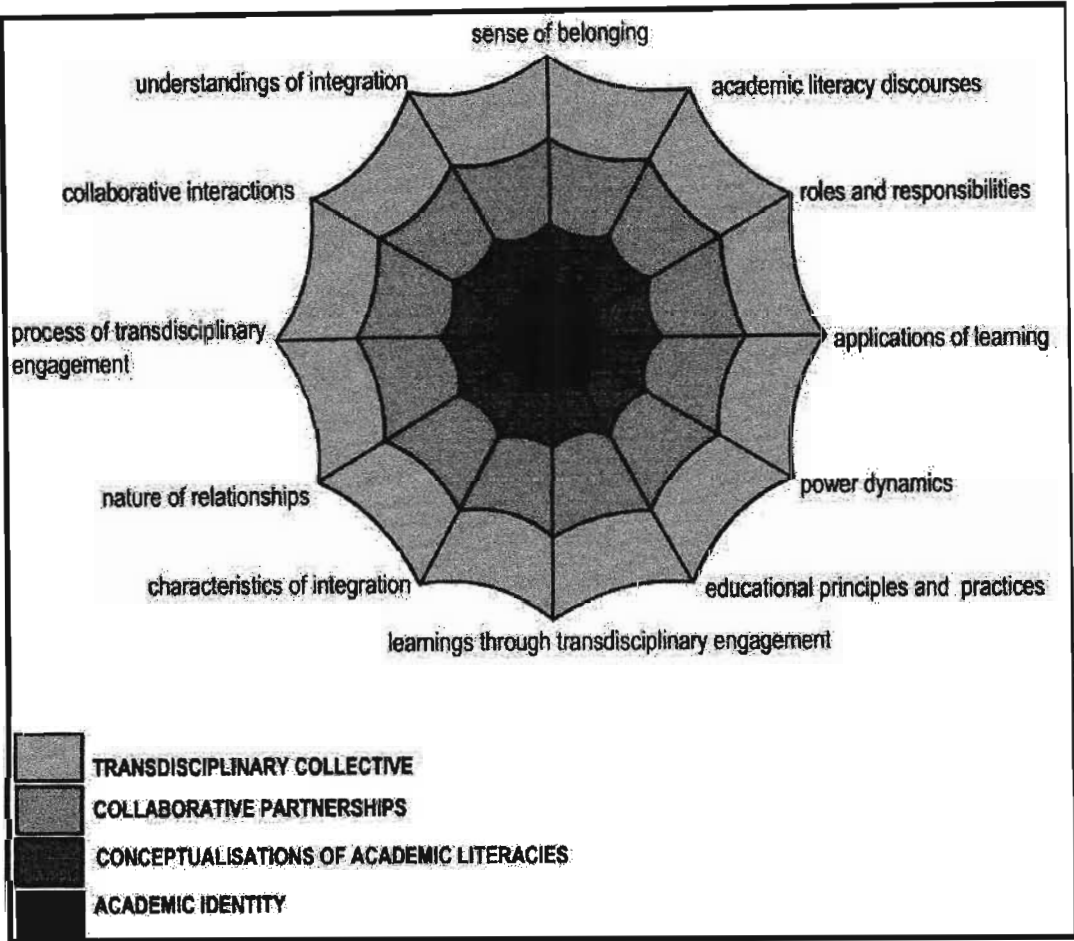 sense of belonging
understandings of integration
academic literacy discourses
collaborative interactions
roles and responsibilities
process of transdisciplinary
engagement
applications of learning
nature of relationships
power dynamics
characteristics of integration
educational principles and practices
learnings through transdisciplinary engagement
TRANSDISCIPLINARY COLLECTIVE
COLLABORATIVE PARTNERSHIPS
CONCEPTUALISATIONS OF ACADEMIC LITERACIES
ACADEMIC IDENTITY